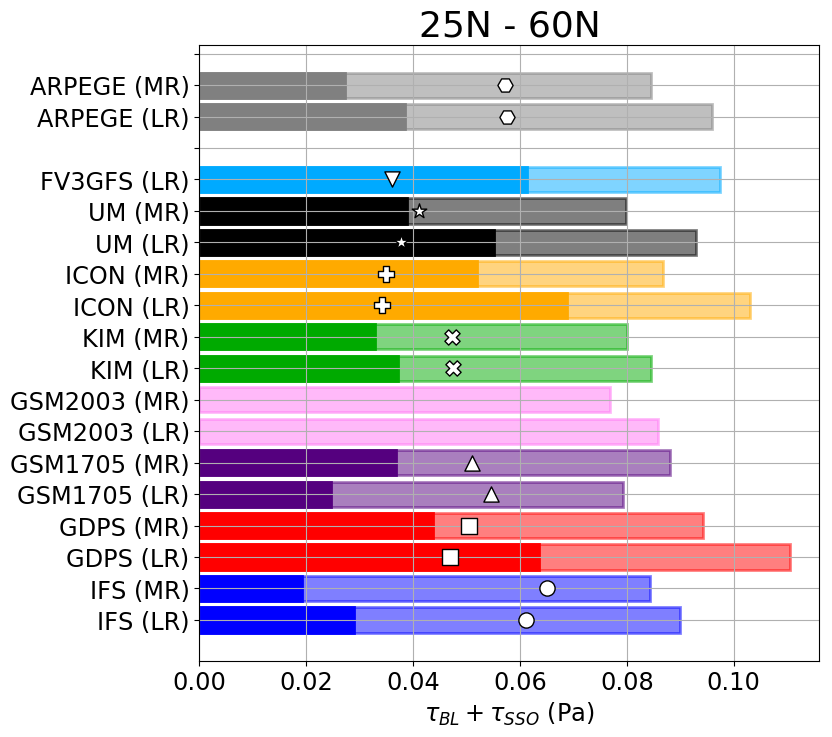 25N - 60N
ARPEGE (MR)
ARPEGE (LR)
FV3GFS (LR)
UM (MR)
UM (LR)
ICON (MR)
ICON (LR)
KIM (MR)
KIM (LR)
GSM2003 (MR)
GSM2003 (LR)
GSM1705 (MR)
GSM1705 (LR)
GDPS (MR)
GDPS (LR)
IFS (MR)
IFS (LR)
0.00 0.02 0.04 0.06 0.08 0.10
τ_BL + τ_SSO (Pa)